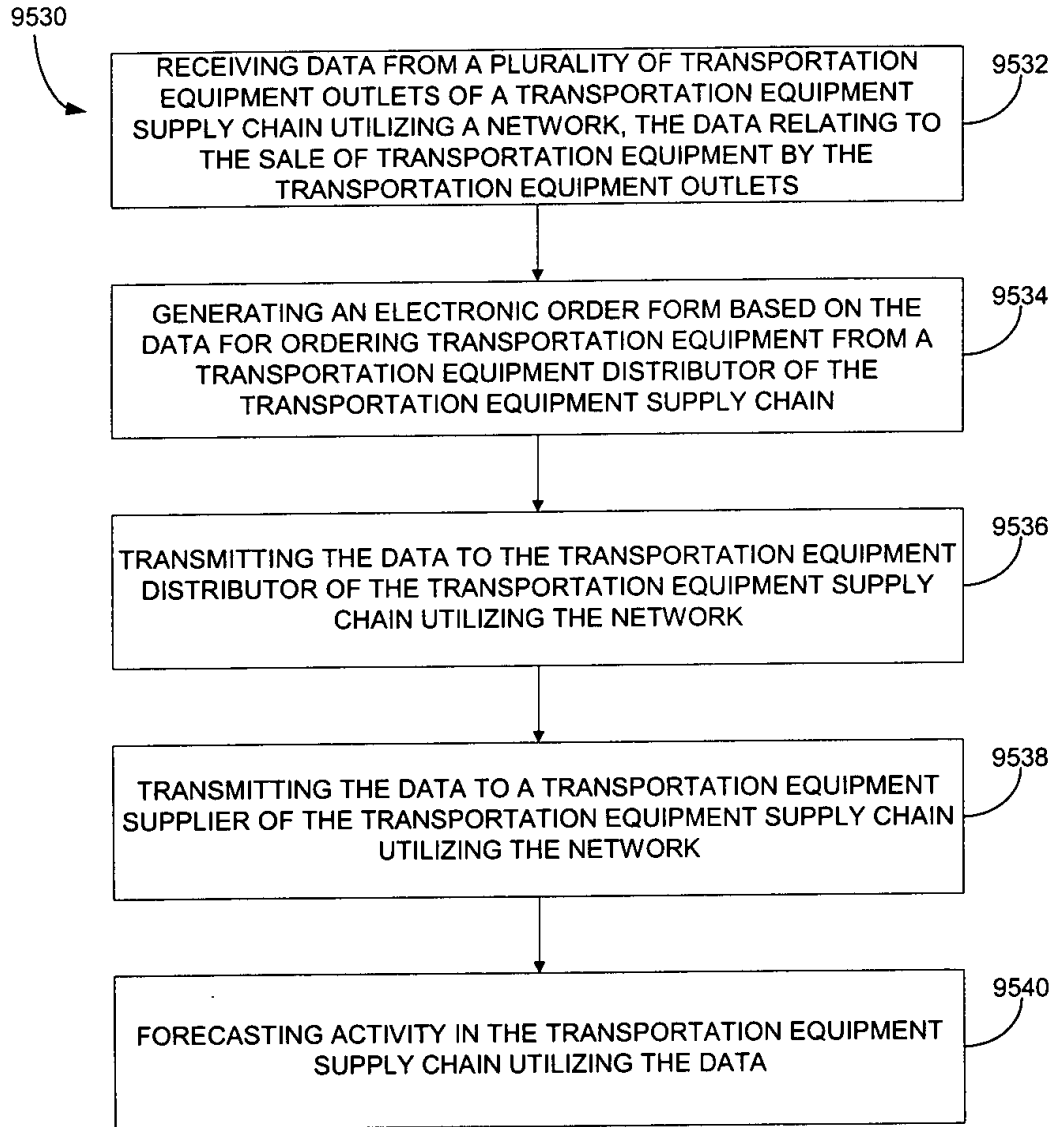 9530
RECEIVING DATA FROM A PLURALITY OF TRANSPORTATION
EQUIPMENT OUTLETS OF A TRANSPORTATION EQUIPMENT
SUPPLY CHAIN UTILIZING A NETWORK, THE DATA RELATING TO
THE SALE OF TRANSPORTATION EQUIPMENT BY THE
TRANSPORTATION EQUIPMENT OUTLETS
9532
GENERATING AN ELECTRONIC ORDER FORM BASED ON THE
DATA FOR ORDERING TRANSPORTATION EQUIPMENT FROM A
TRANSPORTATION EQUIPMENT DISTRIBUTOR OF THE
TRANSPORTATION EQUIPMENT SUPPLY CHAIN
9534
TRANSMITTING THE DATA TO THE TRANSPORTATION EQUIPMENT
DISTRIBUTOR OF THE TRANSPORTATION EQUIPMENT SUPPLY
CHAIN UTILIZING THE NETWORK
9536
TRANSMITTING THE DATA TO A TRANSPORTATION EQUIPMENT
SUPPLIER OF THE TRANSPORTATION EQUIPMENT SUPPLY CHAIN
UTILIZING THE NETWORK
9538
FORECASTING ACTIVITY IN THE TRANSPORTATION EQUIPMENT
SUPPLY CHAIN UTILIZING THE DATA
9540